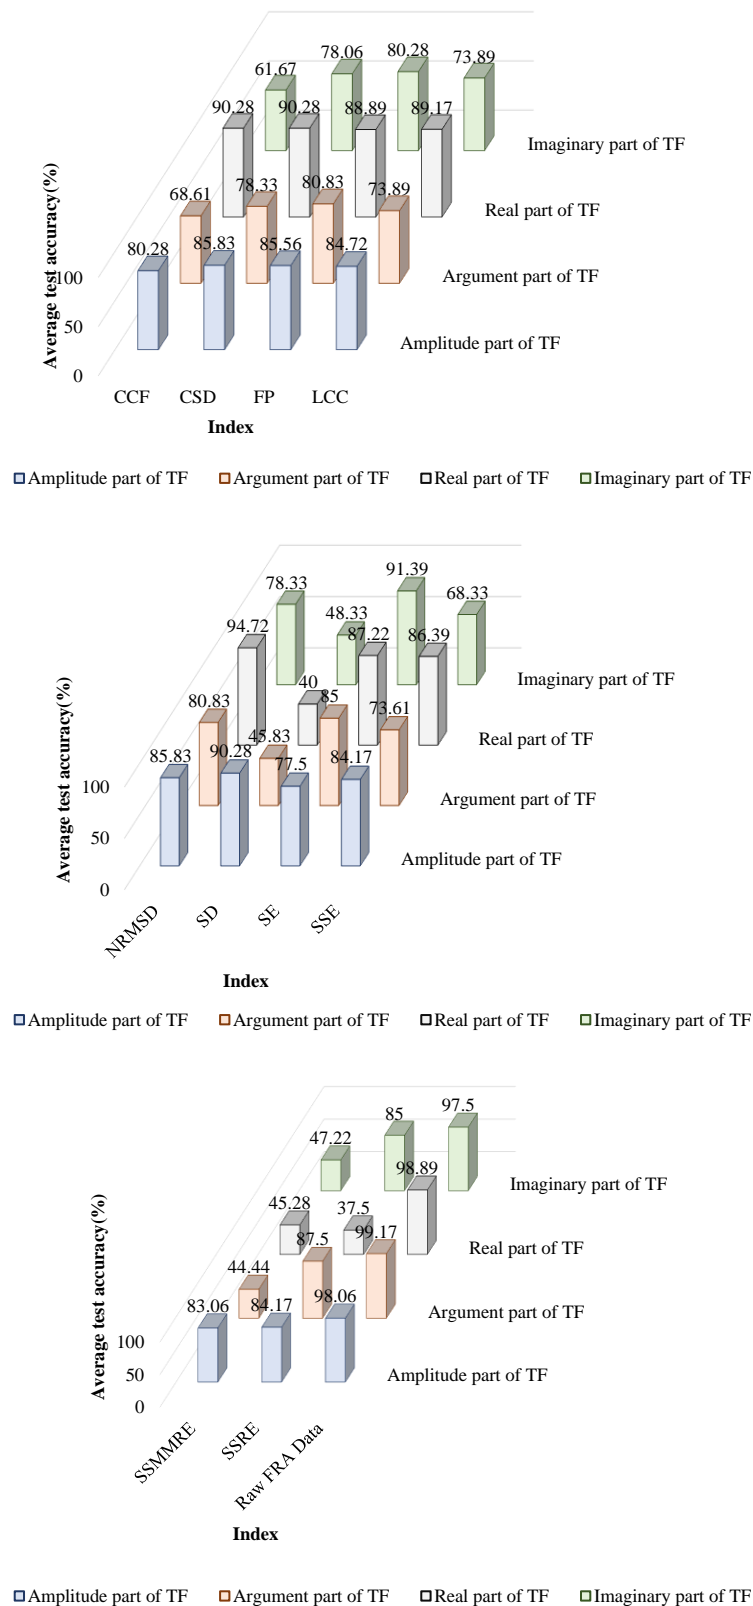 61.67 78.06 80.28 73.89
90.28 90.28 88.89 89.17
Imaginary part of TF
68.61 78.33 80.83 73.89
Real part of TF
80.28 85.83 85.56 84.72
Argument part of TF
Amplitude part of TF
Average test accuracy(%)
100
50
0
CCF CSD FP LCC
Index
Amplitude part of TF Argument part of TF Real part of TF Imaginary part of TF
78.33 48.33 91.39 68.33
94.72 40 87.22 86.39
Imaginary part of TF
80.83 45.83 85 73.61
Real part of TF
85.83 90.28 77.5 84.17
Argument part of TF
Amplitude part of TF
Average test accuracy(%)
100
50
0
NRMSD SD SE SSE
Index
Amplitude part of TF Argument part of TF Real part of TF Imaginary part of TF
47.22 85 97.5
45.28 37.5 98.89
Imaginary part of TF
44.44 87.5 99.17
Real part of TF
83.06 84.17 98.06
Argument part of TF
Amplitude part of TF
Average test accuracy(%)
100
50
0
SSMMRE SSRE Raw FRA Data
Index
Amplitude part of TF Argument part of TF Real part of TF Imaginary part of TF